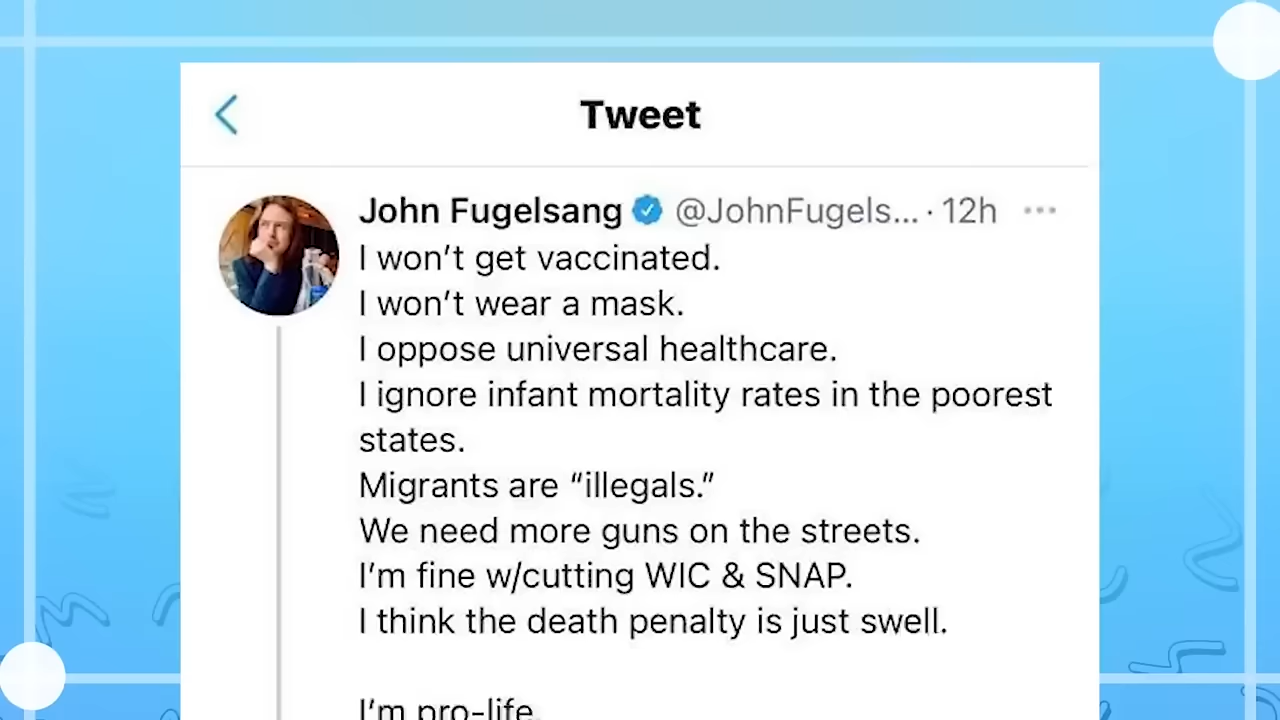 Tweet
John Fugelsang @JohnFugels... · 12h
I won’t get vaccinated.
I won’t wear a mask.
I oppose universal healthcare.
I ignore infant mortality rates in the poorest
states.
Migrants are “illegals.”
We need more guns on the streets.
I’m fine w/cutting WIC & SNAP.
I think the death penalty is just swell.
I’m pro-life.